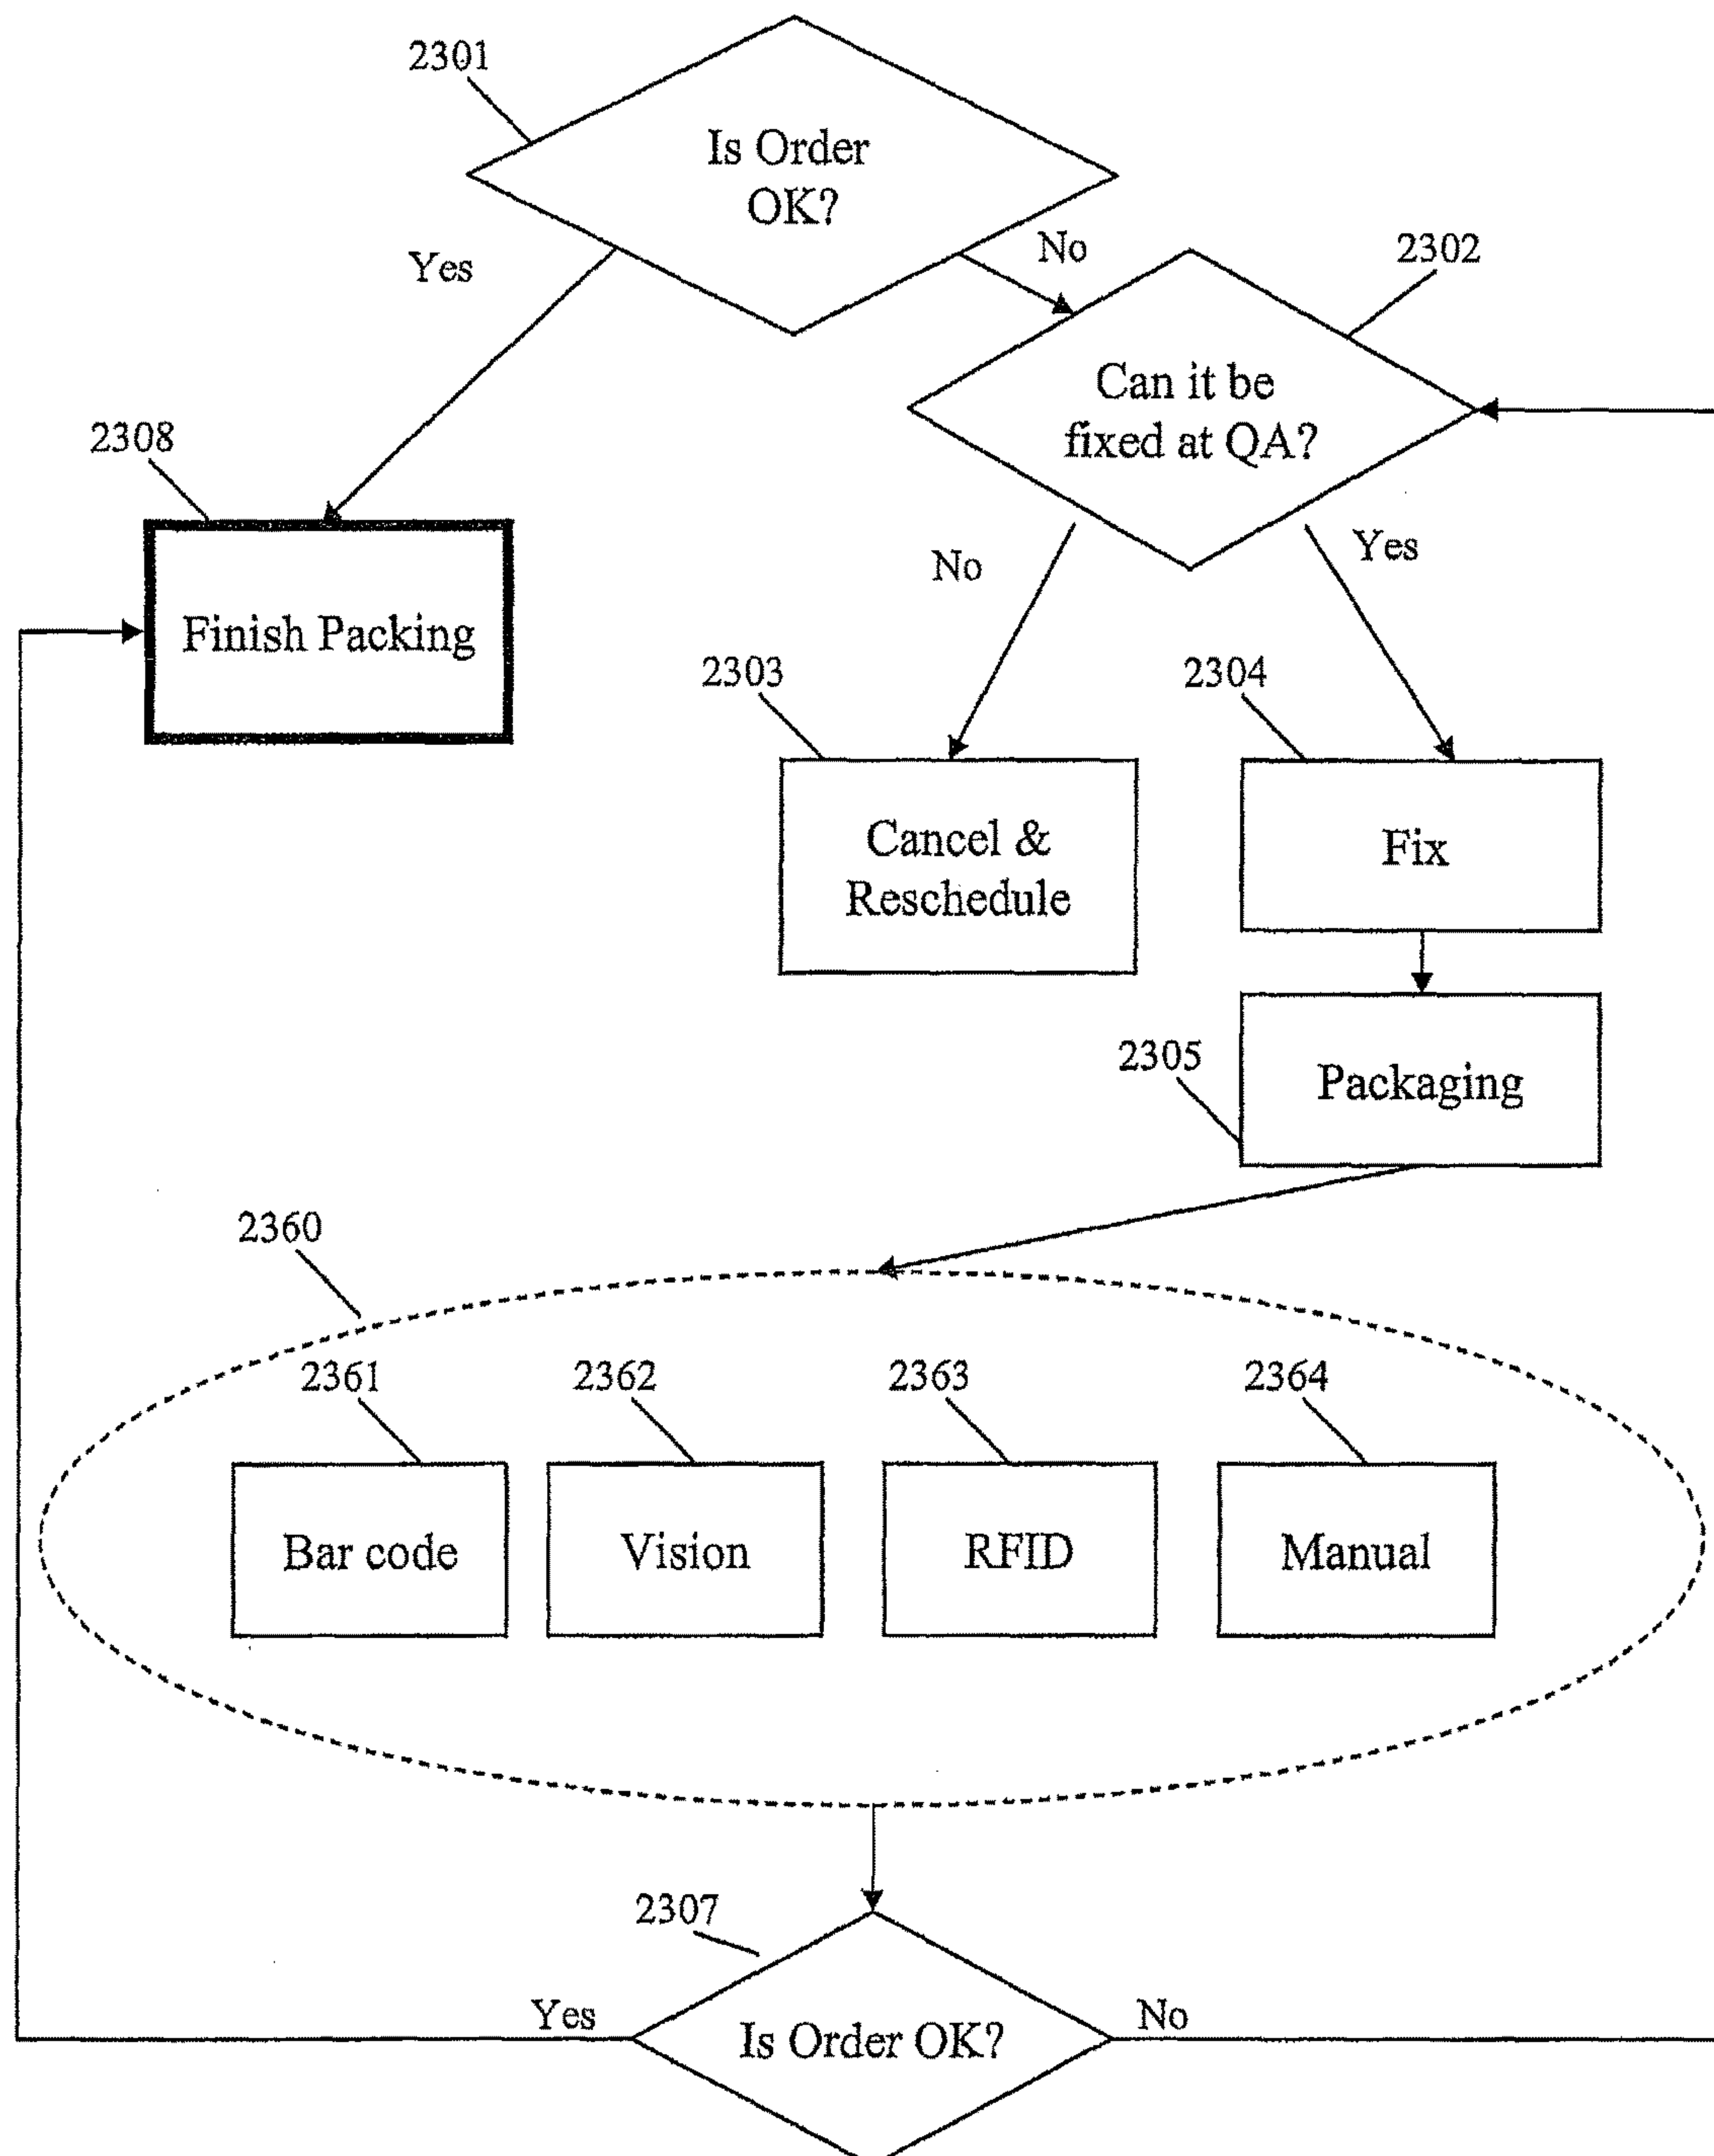 2301
Is Order
OK?
Yes
No
2302
Can it be
fixed at QA?
2308
Finish Packing
No
Yes
2303
2304
Cancel &
Reschedule
Fix
2305
Packaging
2360
2361
2362
2363
2364
Bar code
Vision
RFID
Manual
2307
Yes
Is Order OK?
No